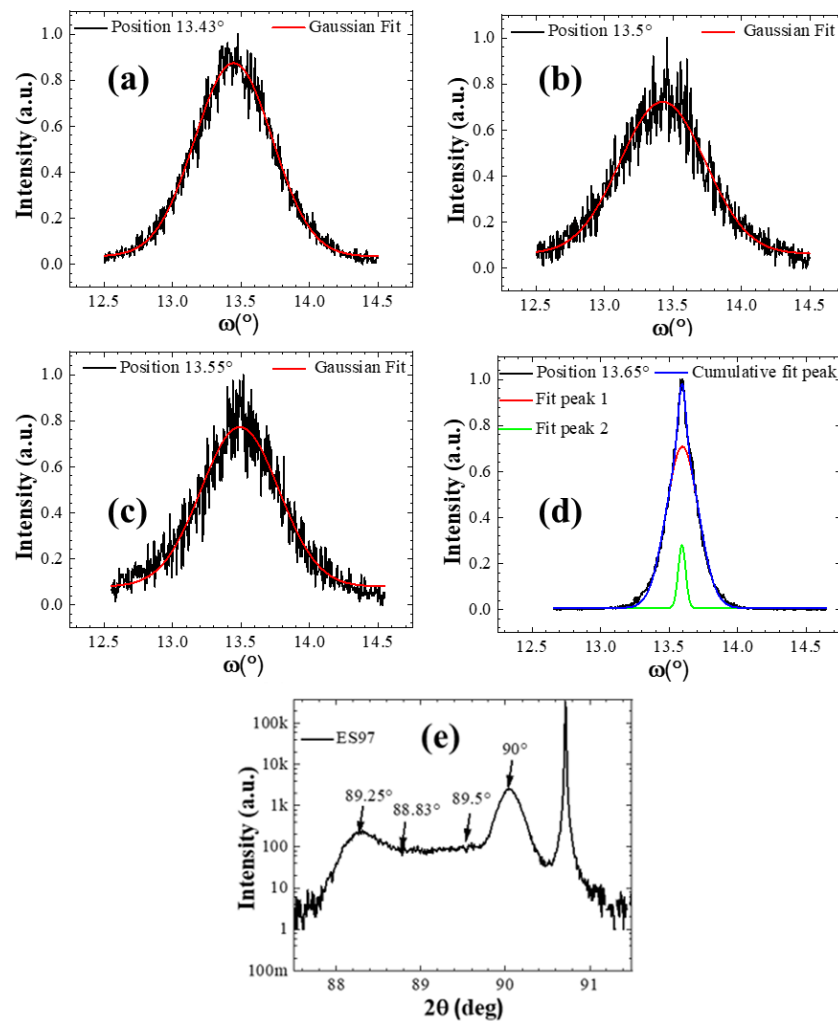 Position 13.43° Gaussian Fit
(a)
Intensity (a.u.)
1.0
0.8
0.6
0.4
0.2
0.0
12.5 13.0 13.5 14.0 14.5
ω(°)
Position 13.5° Gaussian Fit
(b)
Intensity (a.u.)
1.0
0.8
0.6
0.4
0.2
0.0
12.5 13.0 13.5 14.0 14.5
ω(°)
Position 13.55° Gaussian Fit
(c)
Intensity (a.u.)
1.0
0.8
0.6
0.4
0.2
0.0
12.5 13.0 13.5 14.0 14.5
ω(°)
Position 13.65° Cumulative fit peak
Fit peak 1
Fit peak 2
(d)
Intensity (a.u.)
1.0
0.8
0.6
0.4
0.2
0.0
12.5 13.0 13.5 14.0 14.5
ω(°)
ES97
(e)
90°
89.25°
88.83°
89.5°
Intensity (a.u.)
100k
10k
1k
100
10
1
100m
88 89 90 91
2θ (deg)